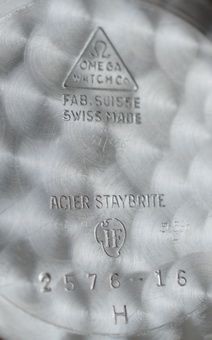 Ω
OMEGA
WATCH Co
FAB. SUISSE
SWISS MADE
ACIER STAYBRITE
2576-16
H